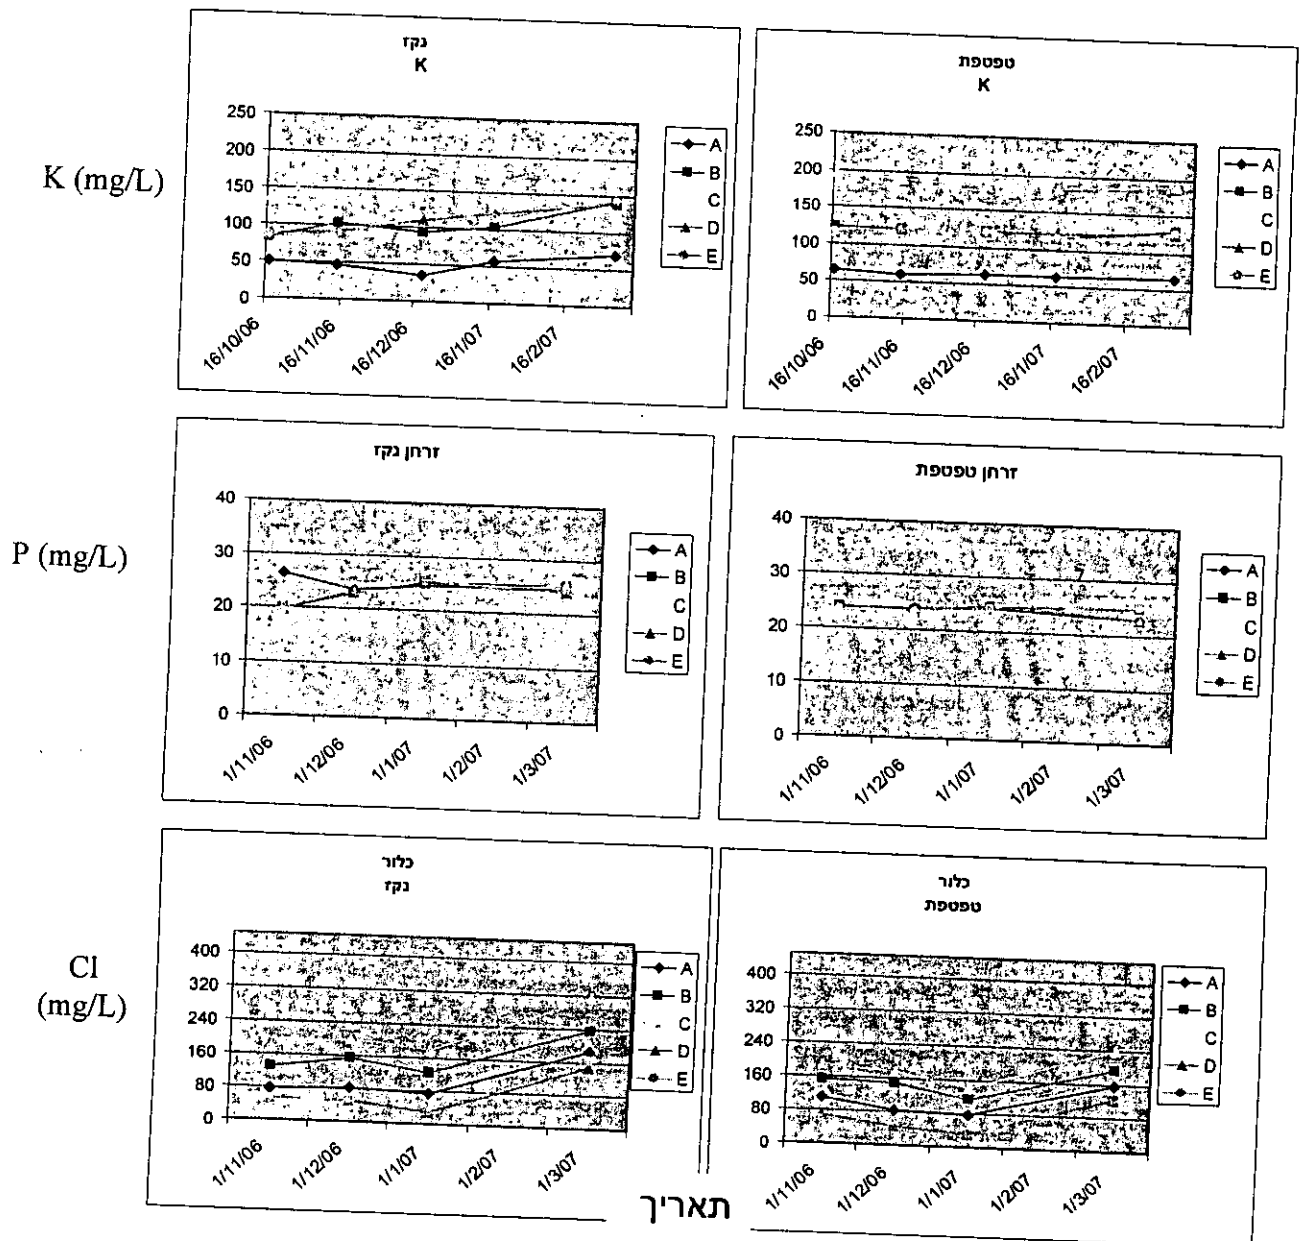 נקז
K
250
200
150
100
50
0
16/10/06
16/11/06
16/12/06
16/1/07
16/2/07
A
B
C
D
E
K (mg/L)
טפטפת
K
250
200
150
100
50
0
16/10/06
16/11/06
16/12/06
16/1/07
16/2/07
A
B
C
D
E
זרחן נקז
40
30
20
10
0
1/11/06
1/12/06
1/1/07
1/2/07
1/3/07
A
B
C
D
E
P (mg/L)
זרחן טפטפת
40
30
20
10
0
1/11/06
1/12/06
1/1/07
1/2/07
1/3/07
A
B
C
D
E
כלור
נקז
400
320
240
160
80
0
1/11/06
1/12/06
1/1/07
1/2/07
1/3/07
A
B
C
D
E
Cl
(mg/L)
כלור
טפטפת
400
320
240
160
80
0
1/11/06
1/12/06
1/1/07
1/2/07
1/3/07
A
B
C
D
E
תאריך